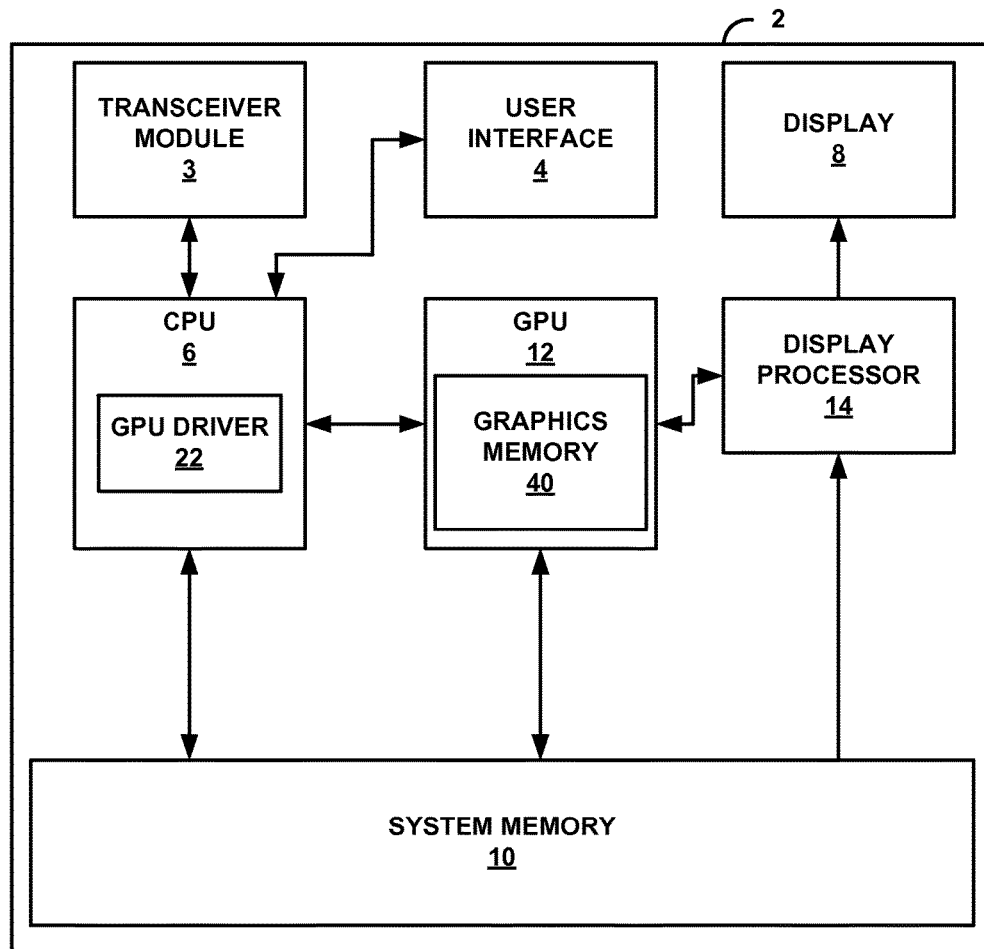 2
TRANSCEIVER
MODULE
3
USER
INTERFACE
4
DISPLAY
8
CPU
6
GPU DRIVER
22
GPU
12
GRAPHICS
MEMORY
40
DISPLAY
PROCESSOR
14
SYSTEM MEMORY
10